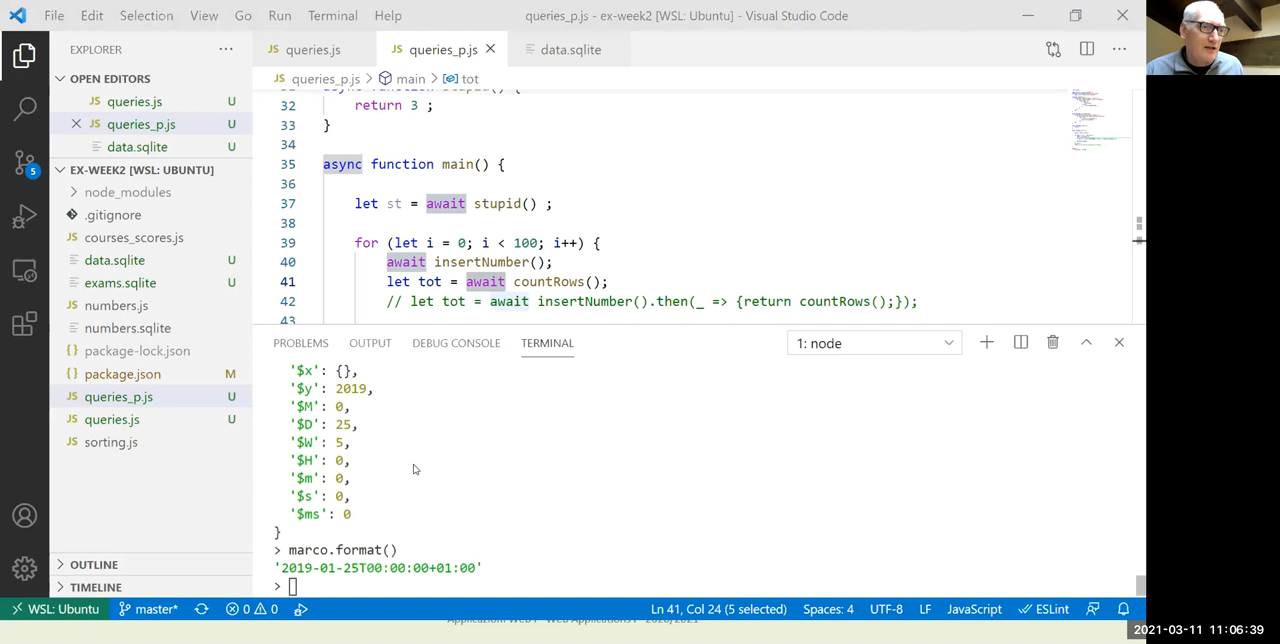 File Edit Selection View Go Run Terminal Help queries_p.js - ex-week2 [WSL: Ubuntu] - Visual Studio Code
EXPLORER
JS queries.js JS queries_p.js data.sqlite
JS queries_p.js > main > tot
OPEN EDITORS
JS queries.js U
JS queries_p.js U
data.sqlite U
EX-WEEK2 [WSL: UBUNTU]
node_modules
.gitignore
JS courses_scores.js
data.sqlite U
exams.sqlite U
JS numbers.js
numbers.sqlite
{} package-lock.json
{} package.json M
JS queries_p.js U
JS queries.js U
JS sorting.js
OUTLINE
TIMELINE
5
32 return 3 ;
33 }
34
35 async function main() {
36
37 let st = await stupid() ;
38
39 for (let i = 0; i < 100; i++) {
40 await insertNumber();
41 let tot = await countRows();
42 // let tot = await insertNumber().then(_ => {return countRows();});
43
PROBLEMS OUTPUT DEBUG CONSOLE TERMINAL 1: node
'$x': {},
'$y': 2019,
'$M': 0,
'$D': 25,
'$W': 5,
'$H': 0,
'$m': 0,
'$s': 0,
'$ms': 0
}
> marco.format()
'2019-01-25T00:00:00+01:00'
>
WSL: Ubuntu master* 0 0 Ln 41, Col 24 (5 selected) Spaces: 4 UTF-8 LF JavaScript ESLint
2021-03-11 11:06:39